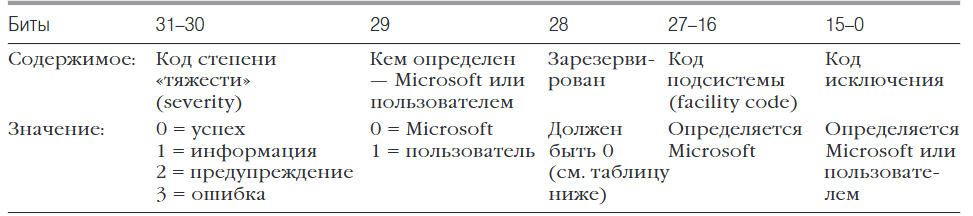 Биты 31–30 29 28 27–16 15–0
Содержимое: Код степени Кем определен Зарезерви- Код Код
«тяжести» — Microsoft или рован подсистемы исключения
(severity) пользователем (facility code)
Значение: 0 = успех 0 = Microsoft Должен Определяется Определяется
1 = информация 1 = пользователь быть 0 Microsoft Microsoft или
2 = предупреждение (см. таблицу пользовате-
3 = ошибка ниже) лем